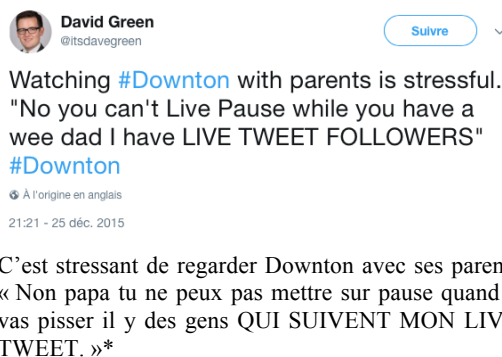 David Green
@itsdavegreen
Suivre
Watching #Downton with parents is stressful.
"No you can't Live Pause while you have a
wee dad I have LIVE TWEET FOLLOWERS"
#Downton
À l'origine en anglais
21:21 - 25 déc. 2015
C'est stressant de regarder Downton avec ses paren
« Non papa tu ne peux pas mettre sur pause quand
vas pisser il y des gens QUI SUIVENT MON LIV
TWEET. »*